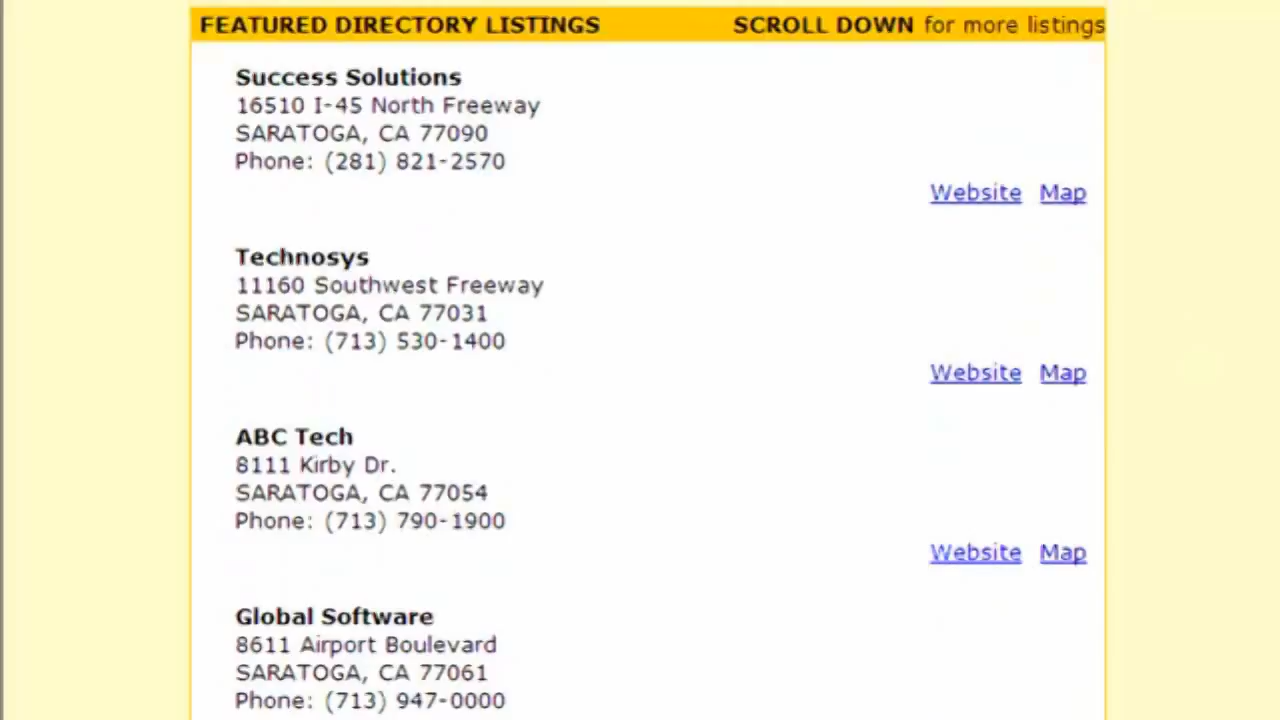 FEATURED DIRECTORY LISTINGS SCROLL DOWN for more listings
Success Solutions
16510 I-45 North Freeway
SARATOGA, CA 77090
Phone: (281) 821-2570
Website Map
Technosys
11160 Southwest Freeway
SARATOGA, CA 77031
Phone: (713) 530-1400
Website Map
ABC Tech
8111 Kirby Dr.
SARATOGA, CA 77054
Phone: (713) 790-1900
Website Map
Global Software
8611 Airport Boulevard
SARATOGA, CA 77061
Phone: (713) 947-0000